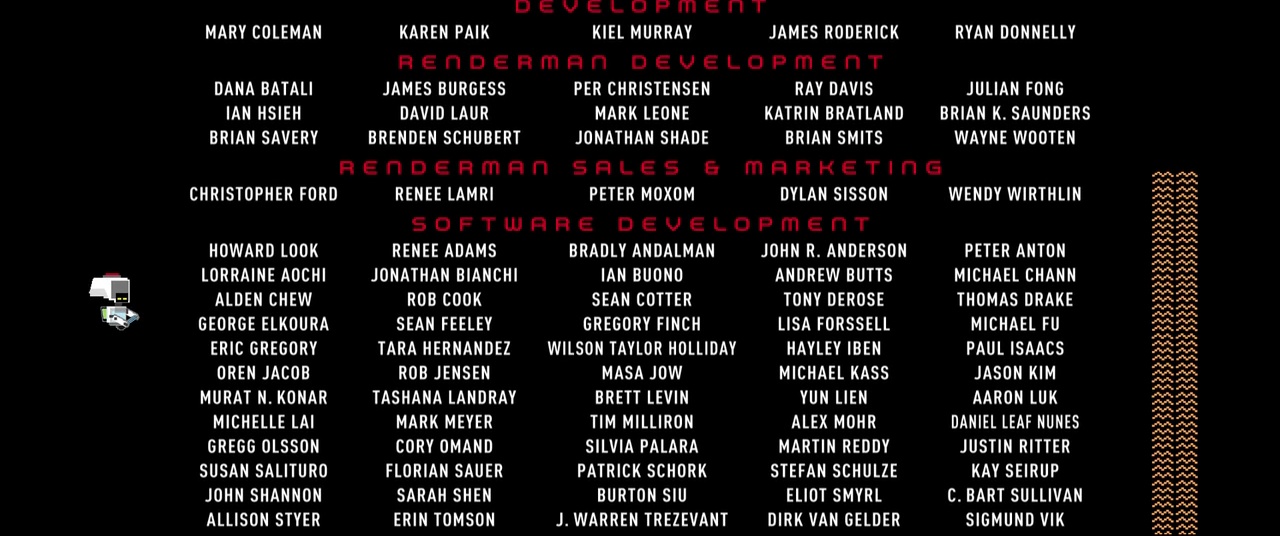 DEVELOPMENT
MARY COLEMAN KAREN PAIK KIEL MURRAY JAMES RODERICK RYAN DONNELLY
RENDERMAN DEVELOPMENT
DANA BATALI JAMES BURGESS PER CHRISTENSEN RAY DAVIS JULIAN FONG
IAN HSIEH DAVID LAUR MARK LEONE KATRIN BRATLAND BRIAN K. SAUNDERS
BRIAN SAVERY BRENDEN SCHUBERT JONATHAN SHADE BRIAN SMITS WAYNE WOOTEN
RENDERMAN SALES & MARKETING
CHRISTOPHER FORD RENEE LAMRI PETER MOXOM DYLAN SISSON WENDY WIRTHLIN
SOFTWARE DEVELOPMENT
HOWARD LOOK RENEE ADAMS BRADLY ANDALMAN JOHN R. ANDERSON PETER ANTON
LORRAINE AOCHI JONATHAN BIANCHI IAN BUONO ANDREW BUTTS MICHAEL CHANN
ALDEN CHEW ROB COOK SEAN COTTER TONY DEROSE THOMAS DRAKE
GEORGE ELKOURA SEAN FEELEY GREGORY FINCH LISA FORSSELL MICHAEL FU
ERIC GREGORY TARA HERNANDEZ WILSON TAYLOR HOLLIDAY HAYLEY IBEN PAUL ISAACS
OREN JACOB ROB JENSEN MASA JOW MICHAEL KASS JASON KIM
MURAT N. KONAR TASHANA LANDRAY BRETT LEVIN YUN LIEN AARON LUK
MICHELLE LAI MARK MEYER TIM MILLIRON ALEX MOHR DANIEL LEAF NUNES
GREGG OLSSON CORY OMAND SILVIA PALARA MARTIN REDDY JUSTIN RITTER
SUSAN SALITURO FLORIAN SAUER PATRICK SCHORK STEFAN SCHULZE KAY SEIRUP
JOHN SHANNON SARAH SHEN BURTON SIU ELIOT SMYRL C. BART SULLIVAN
ALLISON STYER ERIN TOMSON J. WARREN TREZEVANT DIRK VAN GELDER SIGMUND VIK